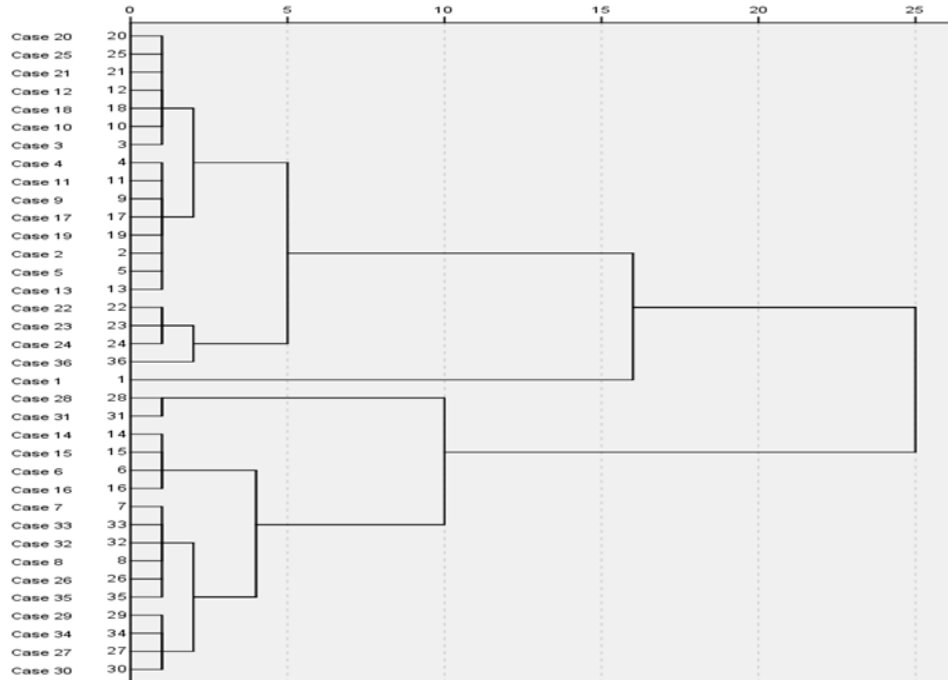 0 5 10 15 20 25
Case 20 20
Case 25 25
Case 21 21
Case 12 12
Case 18 18
Case 10 10
Case 3 3
Case 4 4
Case 11 11
Case 9 9
Case 17 17
Case 19 19
Case 2 2
Case 5 5
Case 13 13
Case 22 22
Case 23 23
Case 24 24
Case 36 36
Case 1 1
Case 28 28
Case 31 31
Case 14 14
Case 15 15
Case 6 6
Case 16 16
Case 7 7
Case 33 33
Case 32 32
Case 8 8
Case 26 26
Case 35 35
Case 29 29
Case 34 34
Case 27 27
Case 30 30